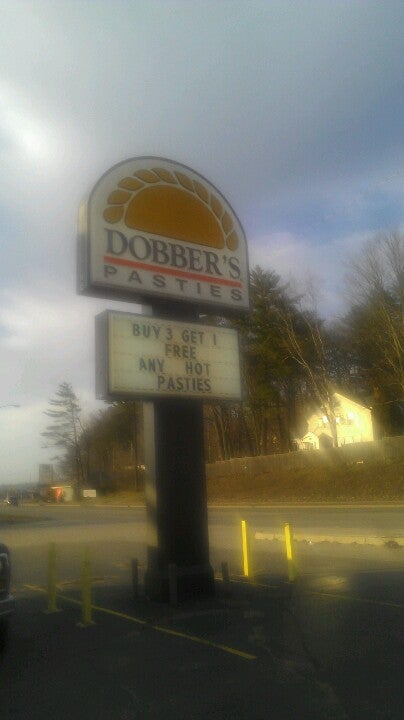 DOBBER'S
PASTIES
BUY 3 GET 1
FREE
ANY HOT
PASTIES